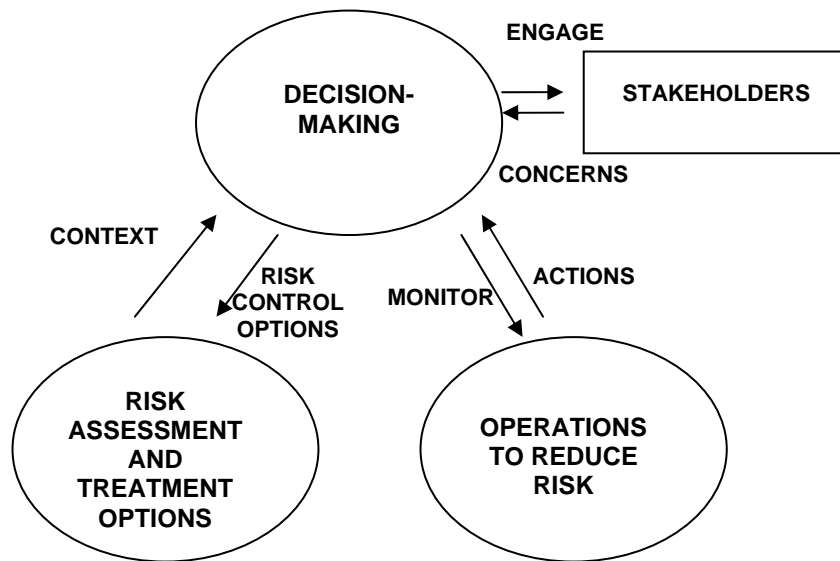 ENGAGE
DECISION-
MAKING
STAKEHOLDERS
CONCERNS
CONTEXT
RISK
CONTROL
OPTIONS
MONITOR
ACTIONS
RISK
ASSESSMENT
AND
TREATMENT
OPTIONS
OPERATIONS
TO REDUCE
RISK